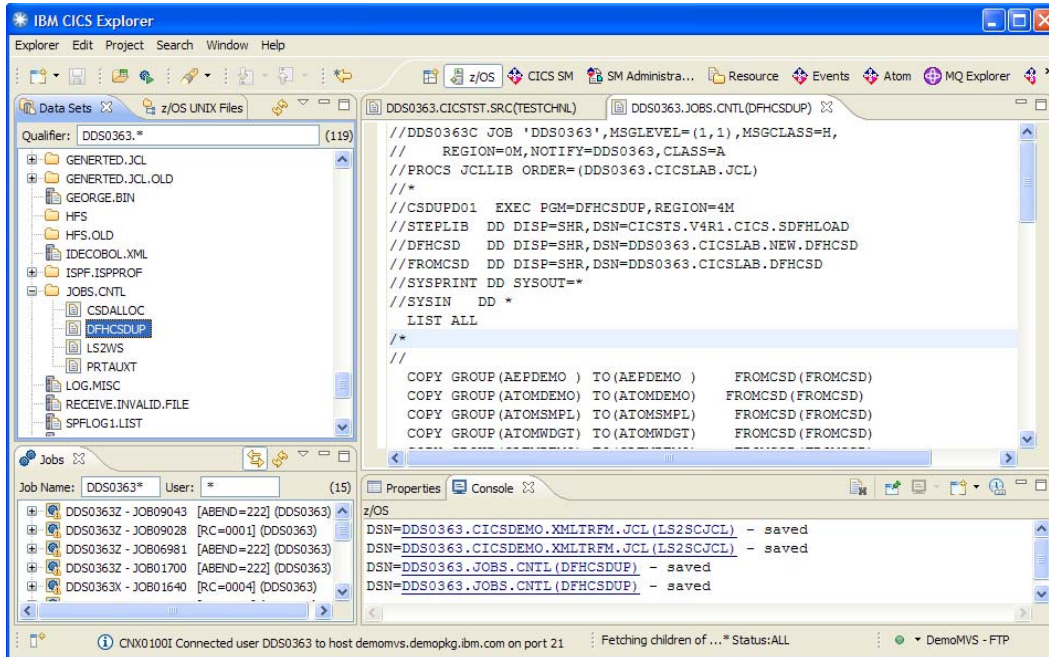 IBM CICS Explorer
Explorer Edit Project Search Window Help
z/OS CICS SM SM Administra... Resource Events Atom MQ Explorer
Data Sets z/OS UNIX Files
Qualifier: DDS0363.* (119)
GENERTED.JCL
GENERTED.JCL.OLD
GEORGE.BIN
HFS
HFS.OLD
IDECOBOL.XML
ISPF.ISPPROF
JOBS.CNTL
CSDALLOC
DFHCSDUP
LS2WS
PRTAUXT
LOG.MISC
RECEIVE.INVALID.FILE
SPFLOG1.LIST
DDS0363.CICSTST.SRC(TESTCHNL) DDS0363.JOBS.CNTL(DFHCSDUP)
//DDS0363C JOB 'DDS0363',MSGLEVEL=(1,1),MSGCLASS=H,
// REGION=0M,NOTIFY=DDS0363,CLASS=A
//PROCS JCLLIB ORDER=(DDS0363.CICSLAB.JCL)
//*
//CSDUPD01 EXEC PGM=DFHCSDUP,REGION=4M
//STEPLIB DD DISP=SHR,DSN=CICSTS.V4R1.CICS.SDFHLOAD
//DFHCSD DD DISP=SHR,DSN=DDS0363.CICSLAB.NEW.DFHCSD
//FROMCSD DD DISP=SHR,DSN=DDS0363.CICSLAB.DFHCSD
//SYSPRINT DD SYSOUT=*
//SYSIN DD *
LIST ALL
/*
//
COPY GROUP(AEPDEMO ) TO(AEPDEMO ) FROMCSD(FROMCSD)
COPY GROUP(ATOMDEMO) TO(ATOMDEMO) FROMCSD(FROMCSD)
COPY GROUP(ATOMSMPL) TO(ATOMSMPL) FROMCSD(FROMCSD)
COPY GROUP(ATOMWDGT) TO(ATOMWDGT) FROMCSD(FROMCSD)
Jobs
Job Name: DDS0363* User: * (15)
DDS0363Z - JOB09043 [ABEND=222] (DDS0363)
DDS0363Z - JOB09028 [RC=0001] (DDS0363)
DDS0363Z - JOB06981 [ABEND=222] (DDS0363)
DDS0363Z - JOB01700 [ABEND=222] (DDS0363)
DDS0363X - JOB01640 [RC=0004] (DDS0363)
Properties Console
z/OS
DSN=DDS0363.CICSDEMO.XMLTRFM.JCL(LS2SCJCL) - saved
DSN=DDS0363.CICSDEMO.XMLTRFM.JCL(LS2SCJCL) - saved
DSN=DDS0363.JOBS.CNTL(DFHCSDUP) - saved
DSN=DDS0363.JOBS.CNTL(DFHCSDUP) - saved
CNX0100I Connected user DDS0363 to host demomvs.demopkg.ibm.com on port 21 Fetching children of ...* Status:ALL DemoMVS - FTP